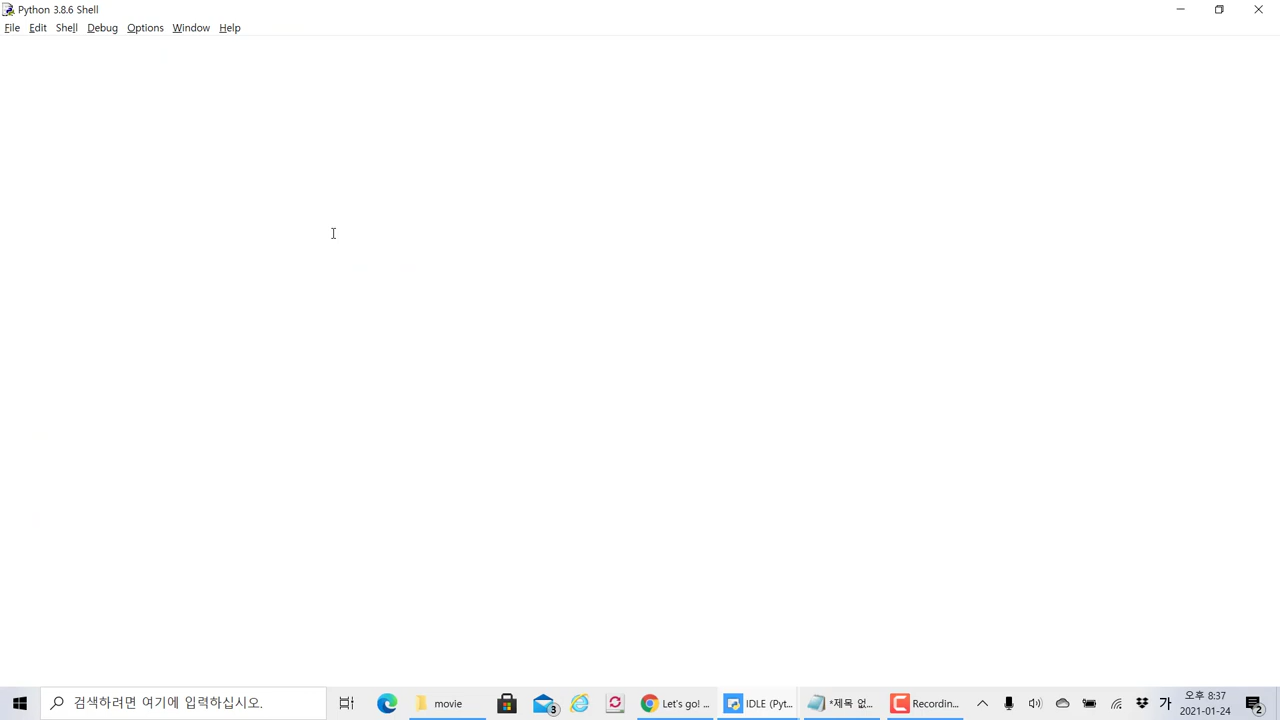 Python 3.8.6 Shell
File Edit Shell Debug Options Window Help
검색하려면 여기에 입력하십시오.
movie
3
Let's go! ...
IDLE (Pyt...
*제목 없...
Recordin...
가
오후 8:37
2021-01-24
2